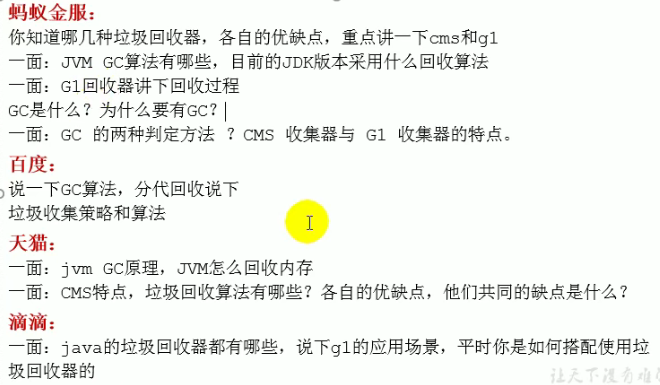 蚂蚁金服：
你知道哪几种垃圾回收器，各自的优缺点，重点讲一下cms和g1
一面：JVM GC算法有哪些，目前的JDK版本采用什么回收算法
一面：G1回收器讲下回收过程
GC是什么？为什么要有GC？
一面：GC 的两种判定方法 ？CMS 收集器与 G1 收集器的特点。
百度：
说一下GC算法，分代回收说下
垃圾收集策略和算法
天猫：
一面：jvm GC原理，JVM怎么回收内存
一面：CMS特点，垃圾回收算法有哪些？各自的优缺点，他们共同的缺点是什么？
滴滴：
一面：java的垃圾回收器都有哪些，说下g1的应用场景，平时你是如何搭配使用垃
圾回收器的
让天下没有难